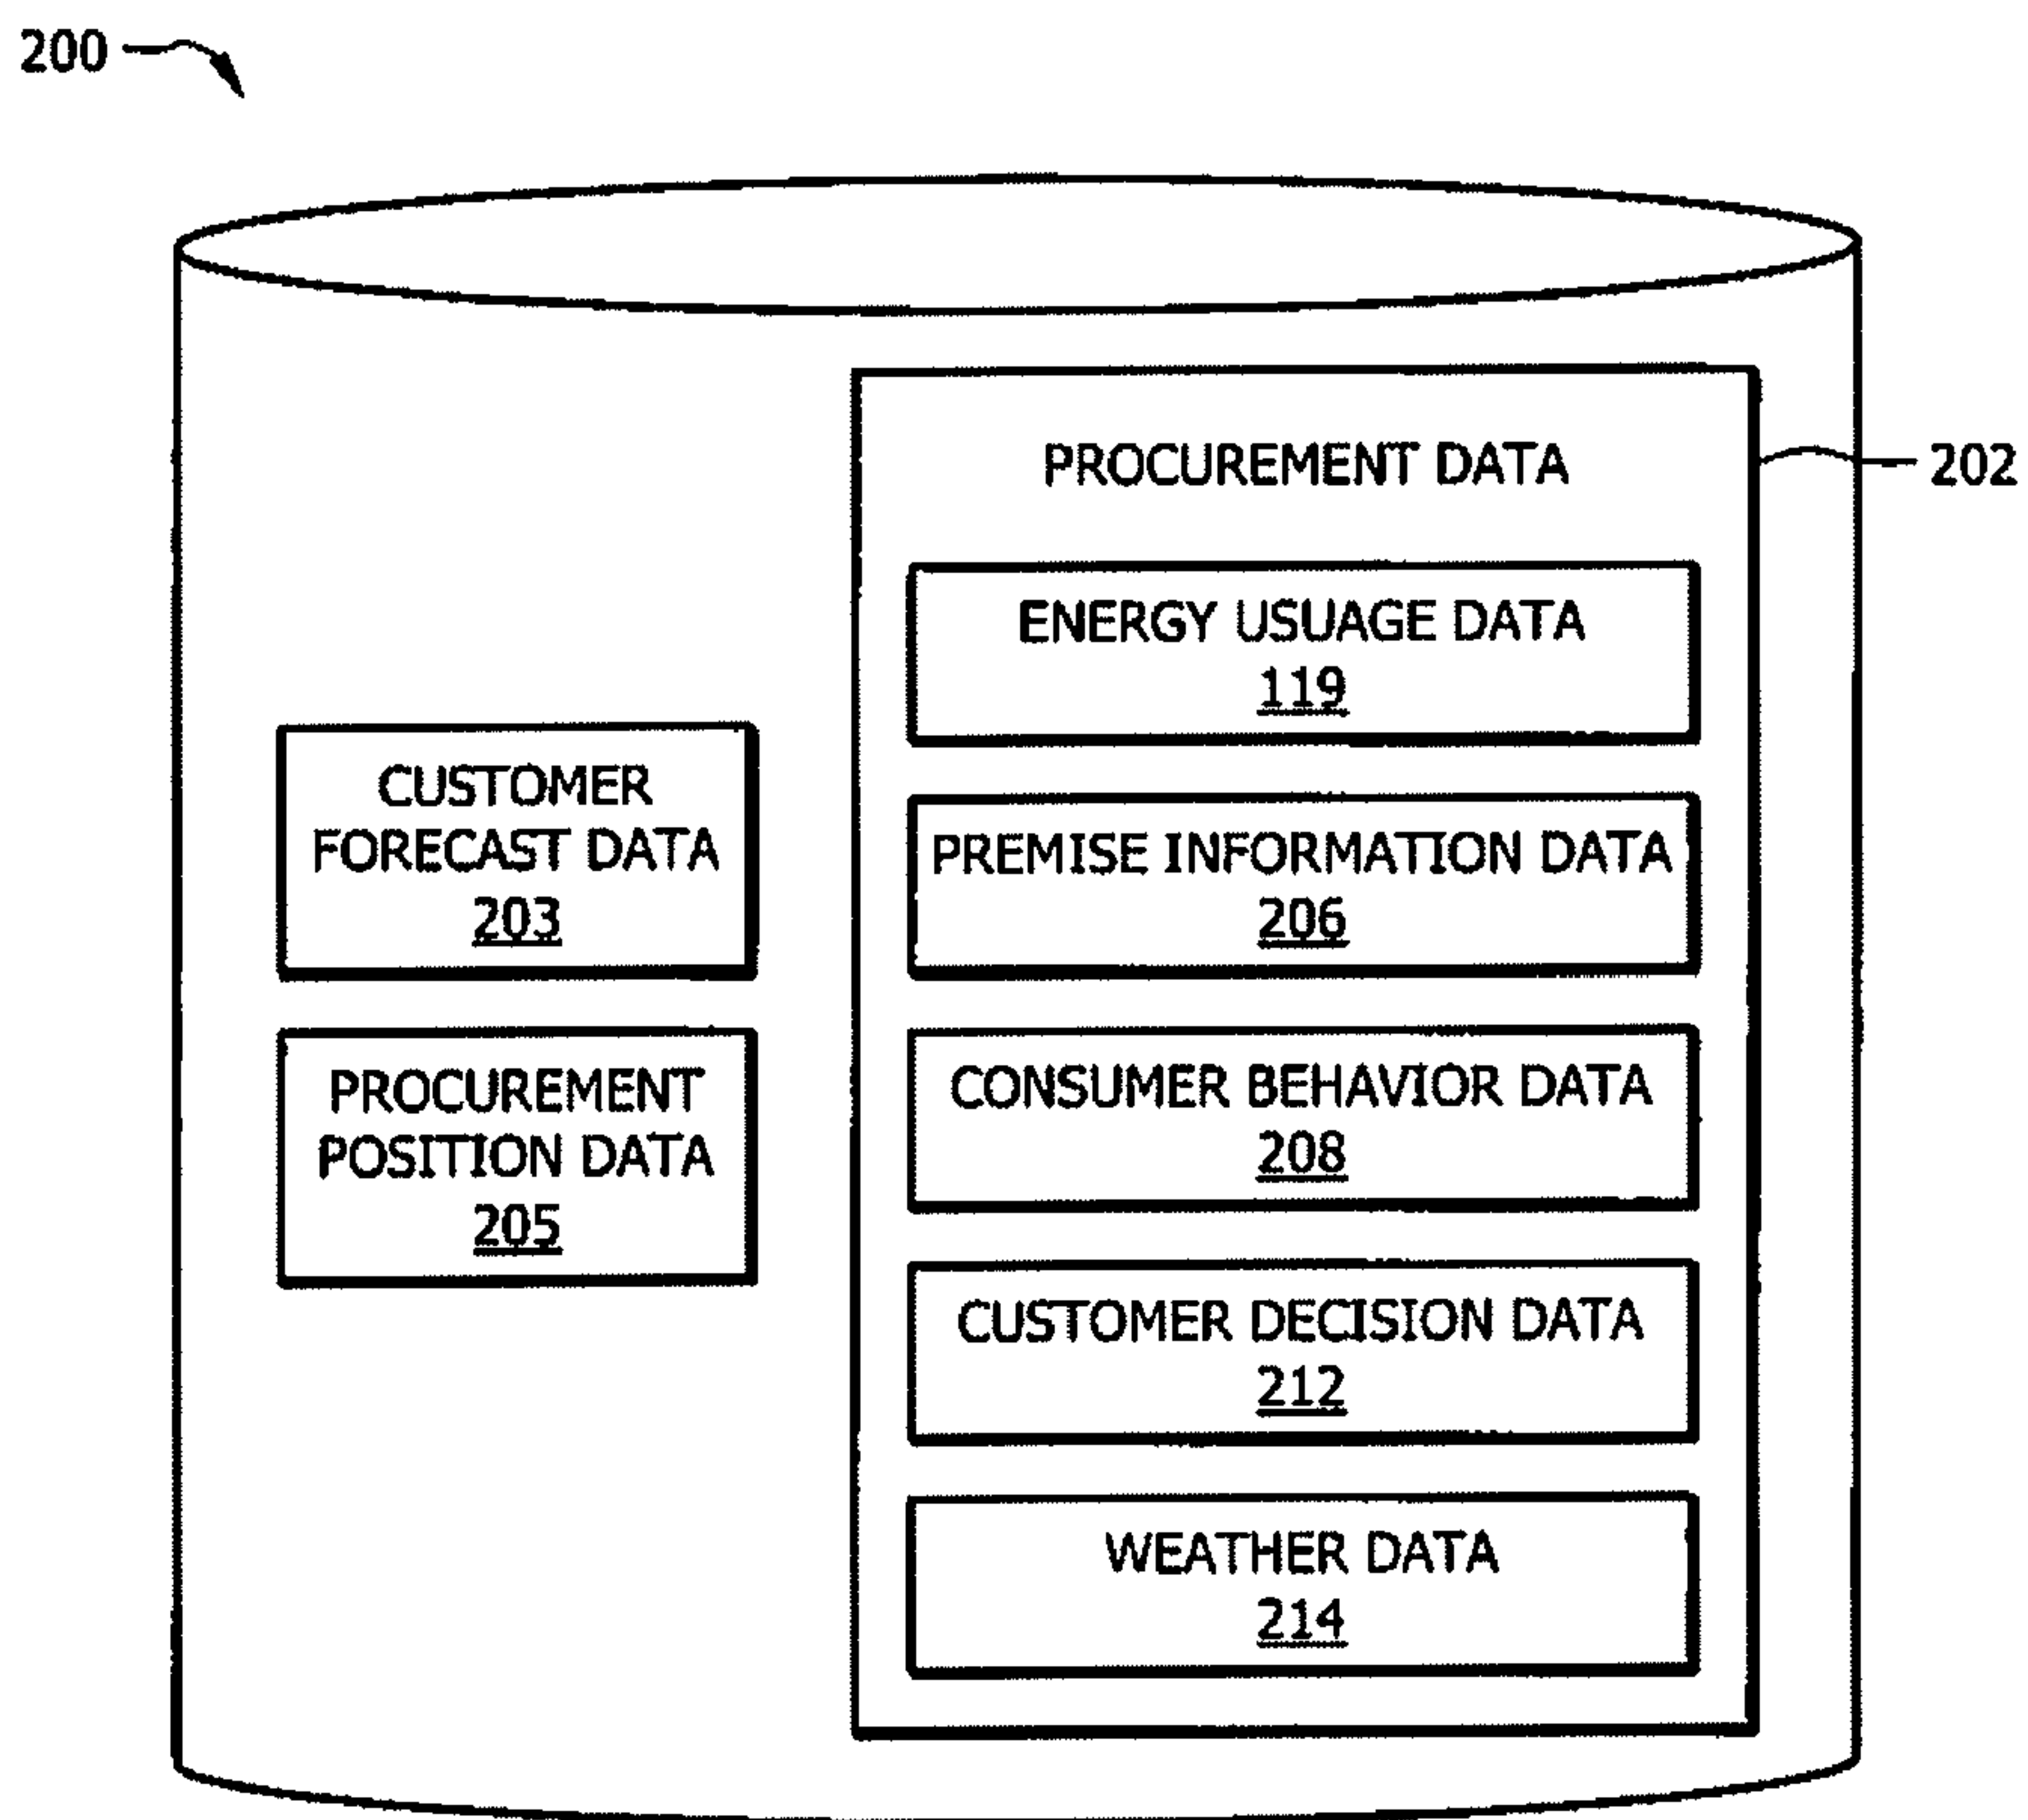 200
PROCUREMENT DATA
202
ENERGY USUAGE DATA
119
CUSTOMER
FORECAST DATA
203
PREMISE INFORMATION DATA
206
PROCUREMENT
POSITION DATA
205
CONSUMER BEHAVIOR DATA
208
CUSTOMER DECISION DATA
212
WEATHER DATA
214